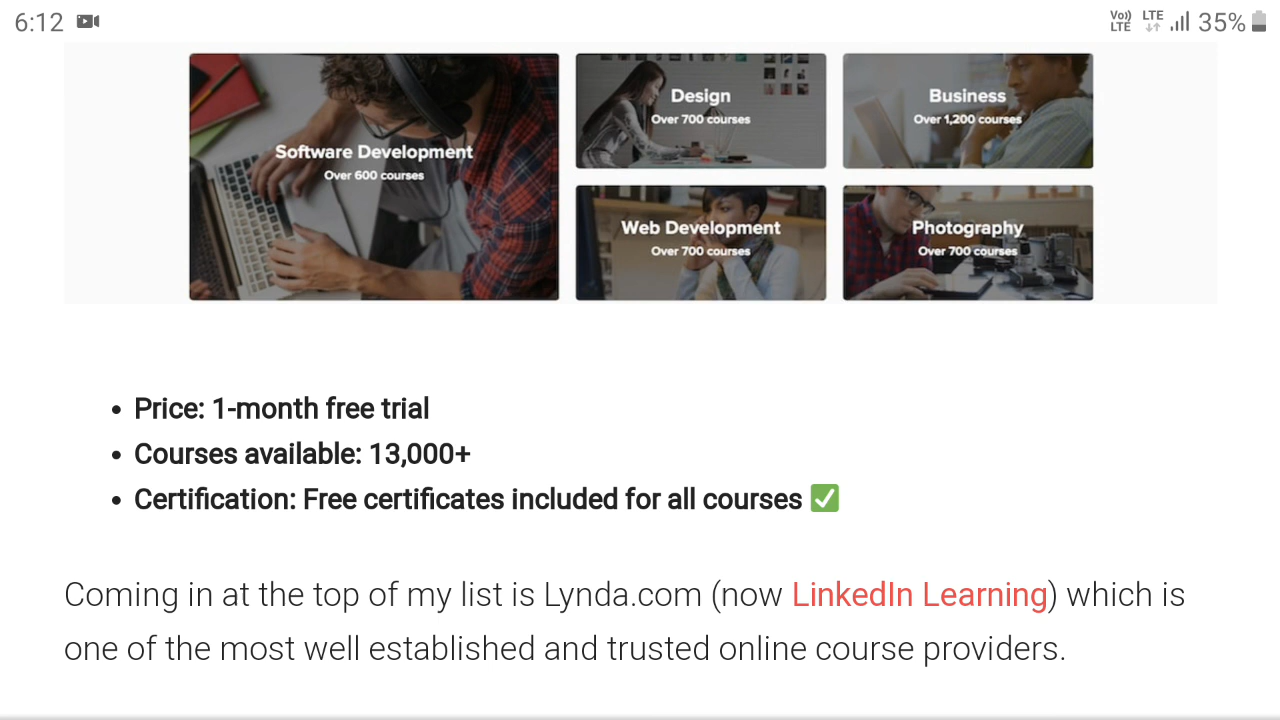 6:12
Vo)) LTE LTE 35%
Software Development
Over 600 courses
Design
Over 700 courses
Business
Over 1,200 courses
Web Development
Over 700 courses
Photography
Over 700 courses
• Price: 1-month free trial
• Courses available: 13,000+
• Certification: Free certificates included for all courses ✅
Coming in at the top of my list is Lynda.com (now LinkedIn Learning) which is
one of the most well established and trusted online course providers.